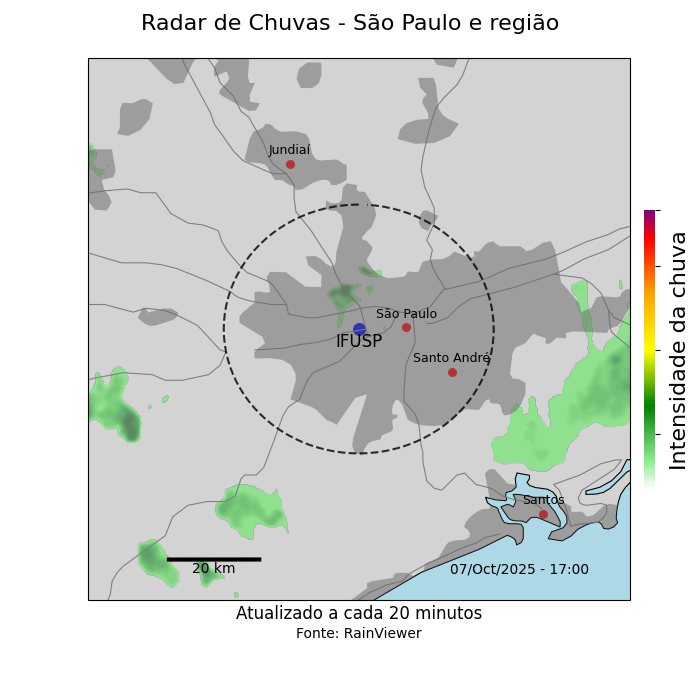 Radar de Chuvas - São Paulo e região
Jundiaí
São Paulo
IFUSP
Santo André
Santos
20 km
07/Oct/2025 - 17:00
Intensidade da chuva
Atualizado a cada 20 minutos
Fonte: RainViewer